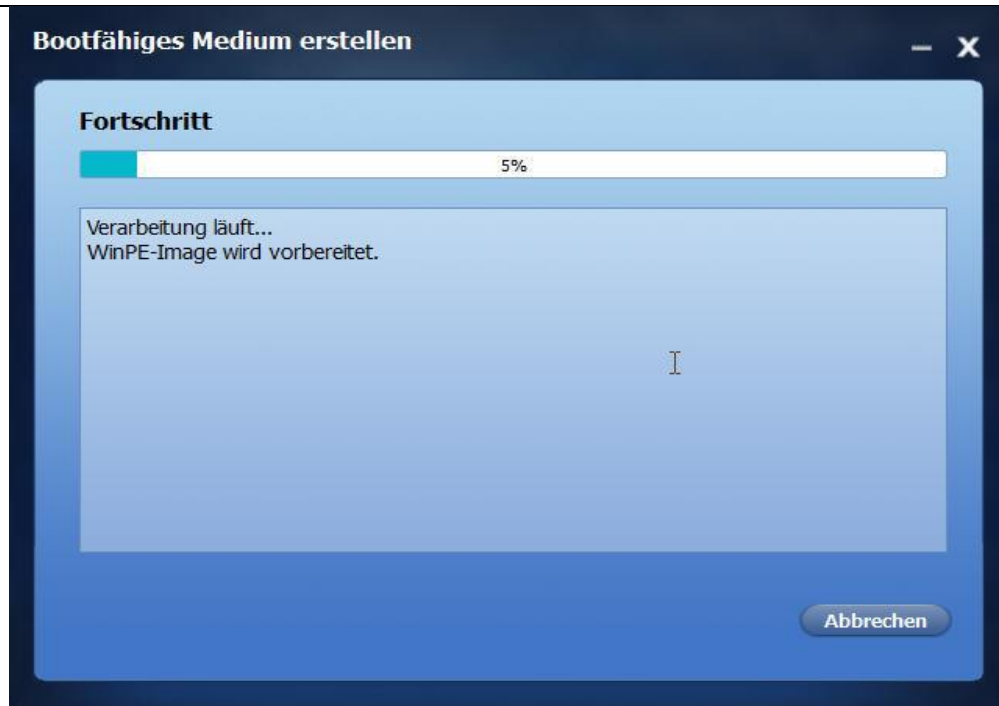 Bootfähiges Medium erstellen
Fortschritt
5%
Verarbeitung läuft...
WinPE-Image wird vorbereitet.
Abbrechen